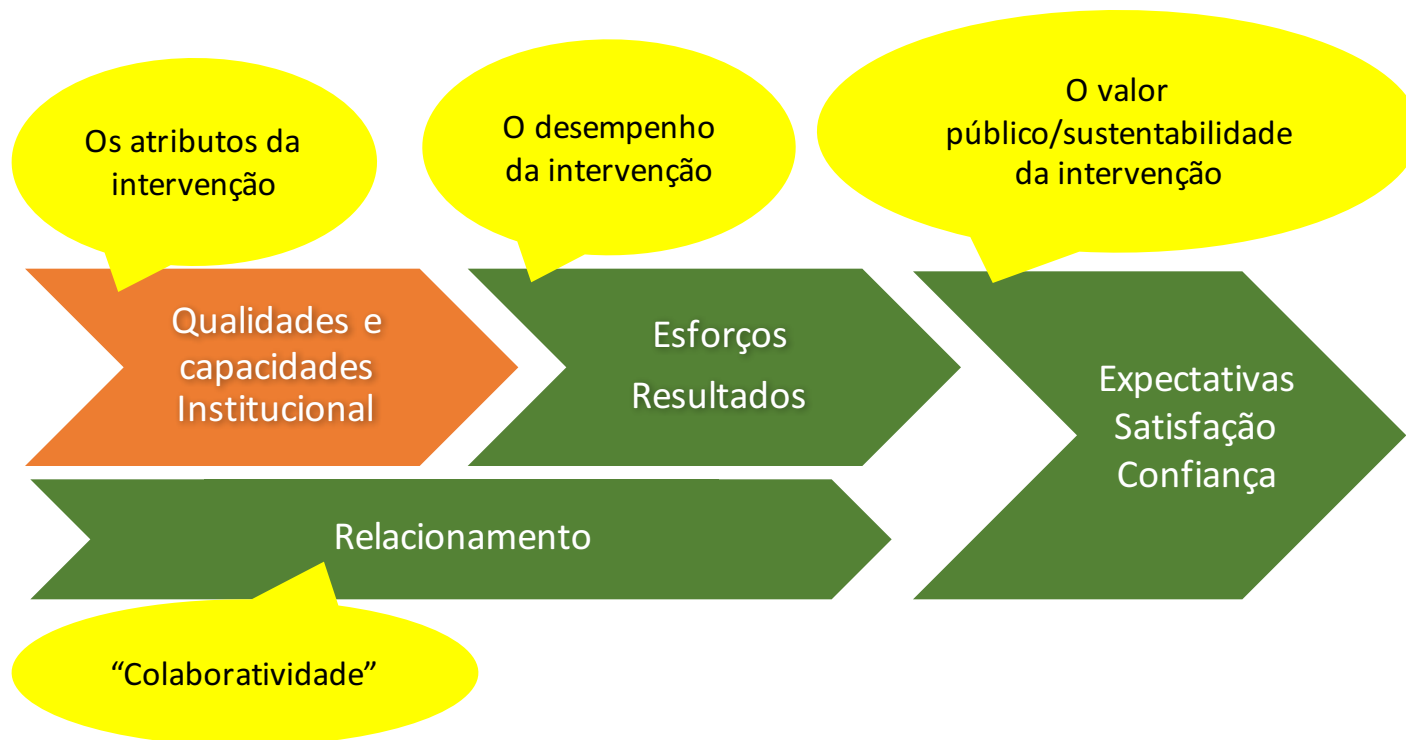 Os atributos da
intervenção
O desempenho
da intervenção
O valor
público/sustentabilidade
da intervenção
Qualidades e
capacidades
Institucional
Esforços
Resultados
Expectativas
Satisfação
Confiança
Relacionamento
“Colaboratividade”